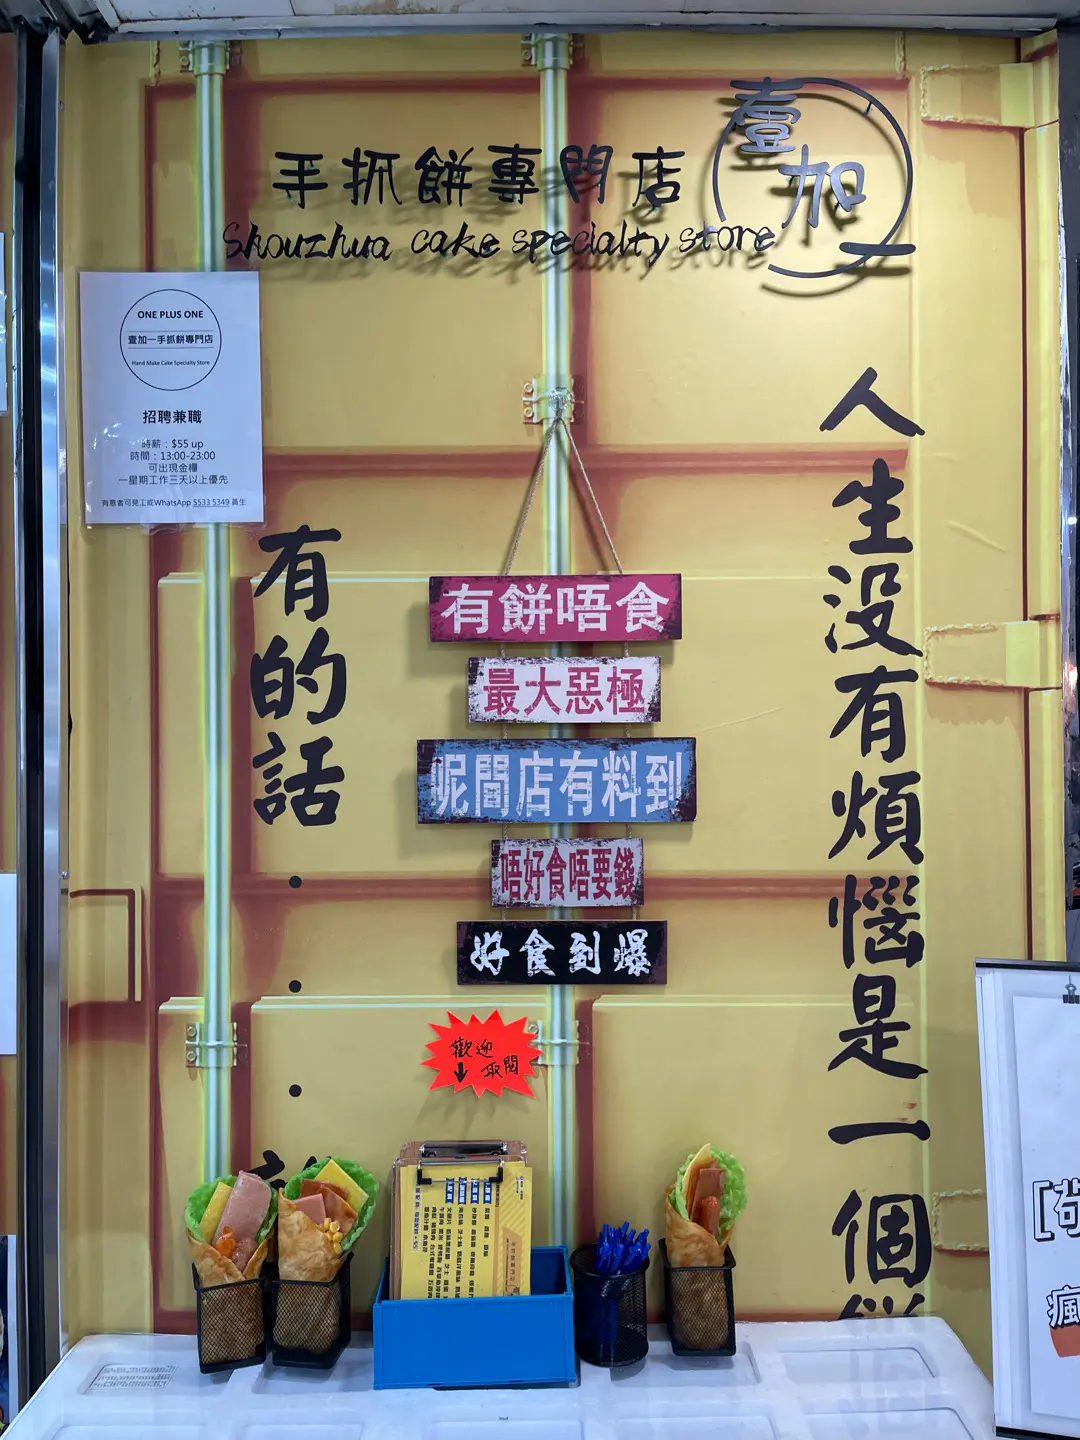 壹加一
手抓餅專門店
Shouzhua cake specialty store
ONE PLUS ONE
壹加一手抓餅專門店
Hand Make Cake Specialty Store
招聘兼職
時薪：$55 up
時間：13:00-23:00
可出現金糧
一星期工作三天以上優先
有意者可見工或WhatsApp 5533 5349 黃生
人生没有煩惱是一個
有的話
・・・
有餅唔食
最大惡極
呢間店有料到
唔好食唔要錢
好食到爆
歡迎
↓取閱